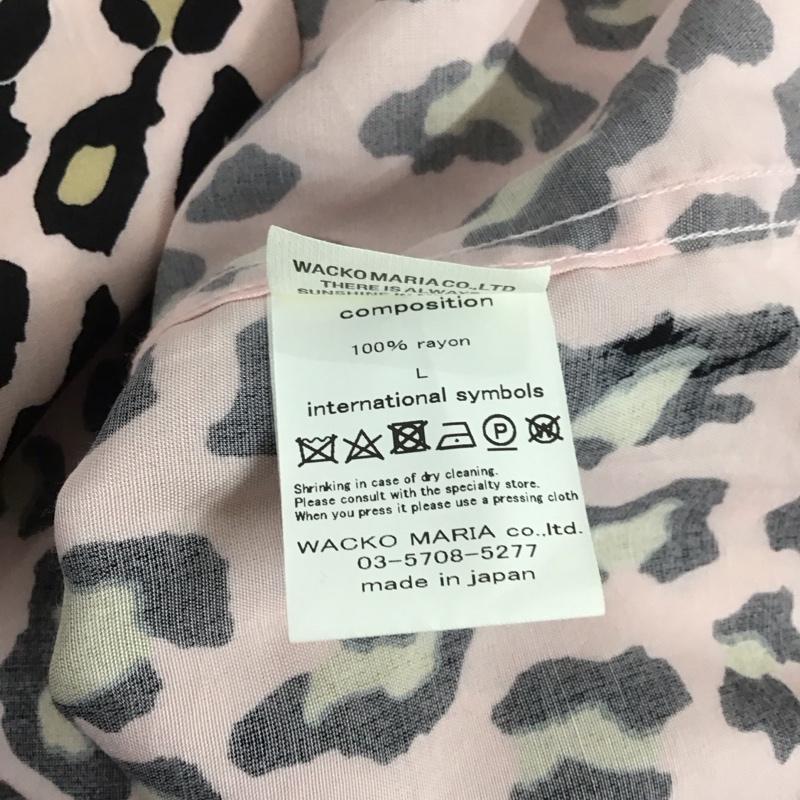 WACKO MARIA CO.,LTD
THERE IS ALWAYS
SUNSHINE
composition
100% rayon
L
international symbols
P W
Shrinking in case of dry cleaning.
Please consult with the specialty store.
When you press it please use a pressing cloth
WACKO MARIA co.,ltd.
03-5708-5277
made in japan